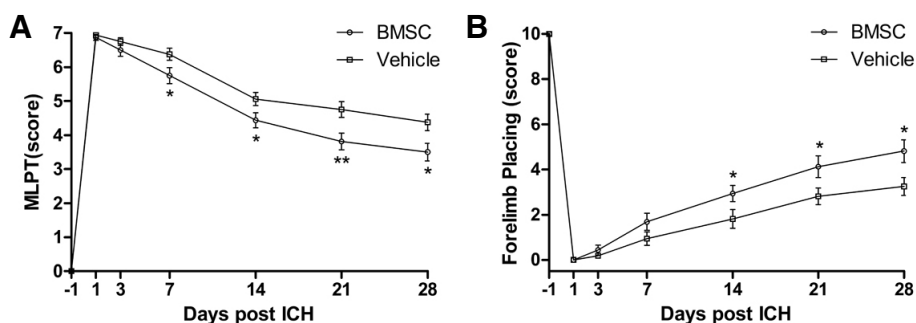 A
MLPT(score)
7
6
5
4
3
2
1
0
BMSC
Vehicle
*
*
**
*
-1 1 3 7 14 21 28
Days post ICH
B
Forelimb Placing (score)
10
8
6
4
2
0
BMSC
Vehicle
*
*
*
-1 1 3 7 14 21 28
Days post ICH